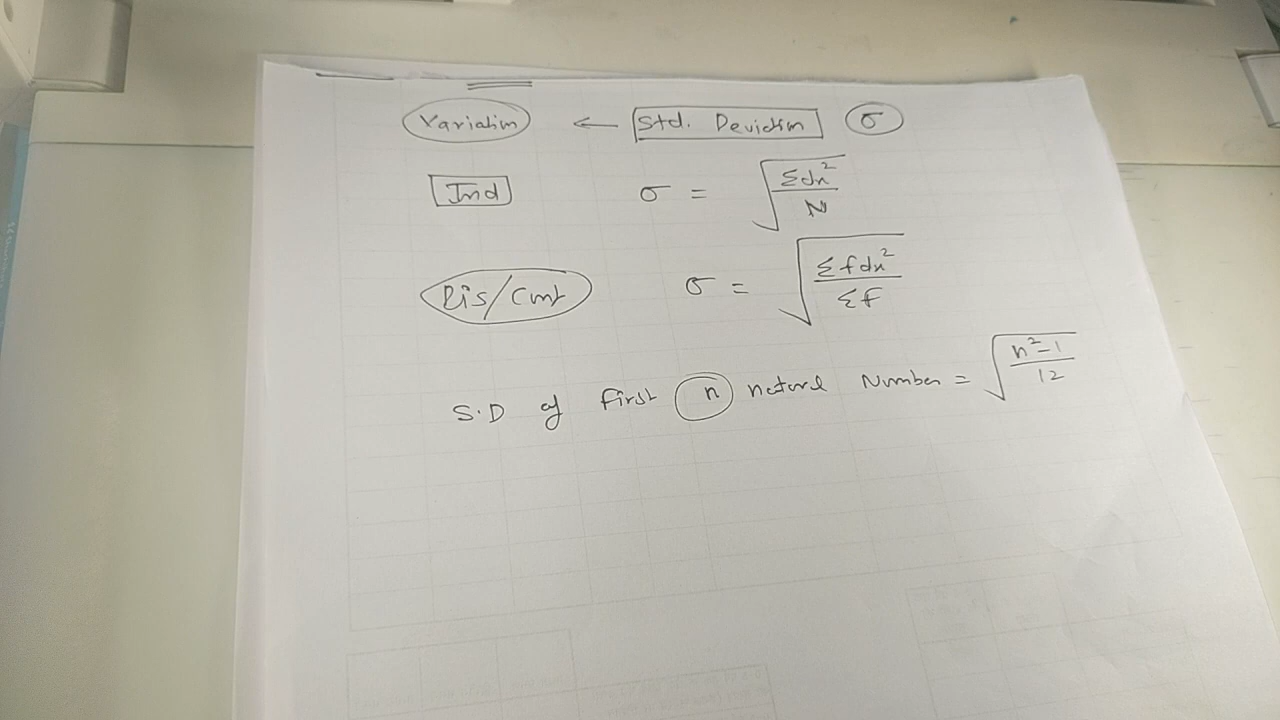 Variation ← Std. Deviation σ
Ind σ = √(Σdx²/N)
Dis/Cont σ = √(Σfdx²/Σf)
S.D of first n natural Number = √(n²-1/12)